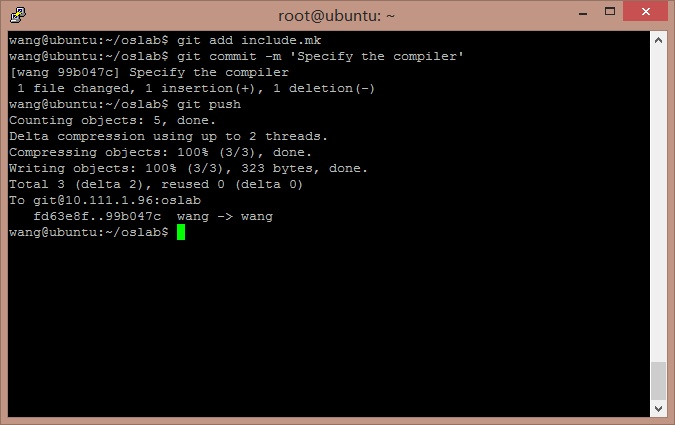 root@ubuntu: ~
wang@ubuntu:~/oslab$ git add include.mk
wang@ubuntu:~/oslab$ git commit -m 'Specify the compiler'
[wang 99b047c] Specify the compiler
 1 file changed, 1 insertion(+), 1 deletion(-)
wang@ubuntu:~/oslab$ git push
Counting objects: 5, done.
Delta compression using up to 2 threads.
Compressing objects: 100% (3/3), done.
Writing objects: 100% (3/3), 323 bytes, done.
Total 3 (delta 2), reused 0 (delta 0)
To git@10.111.1.96:oslab
   fd63e8f..99b047c  wang -> wang
wang@ubuntu:~/oslab$